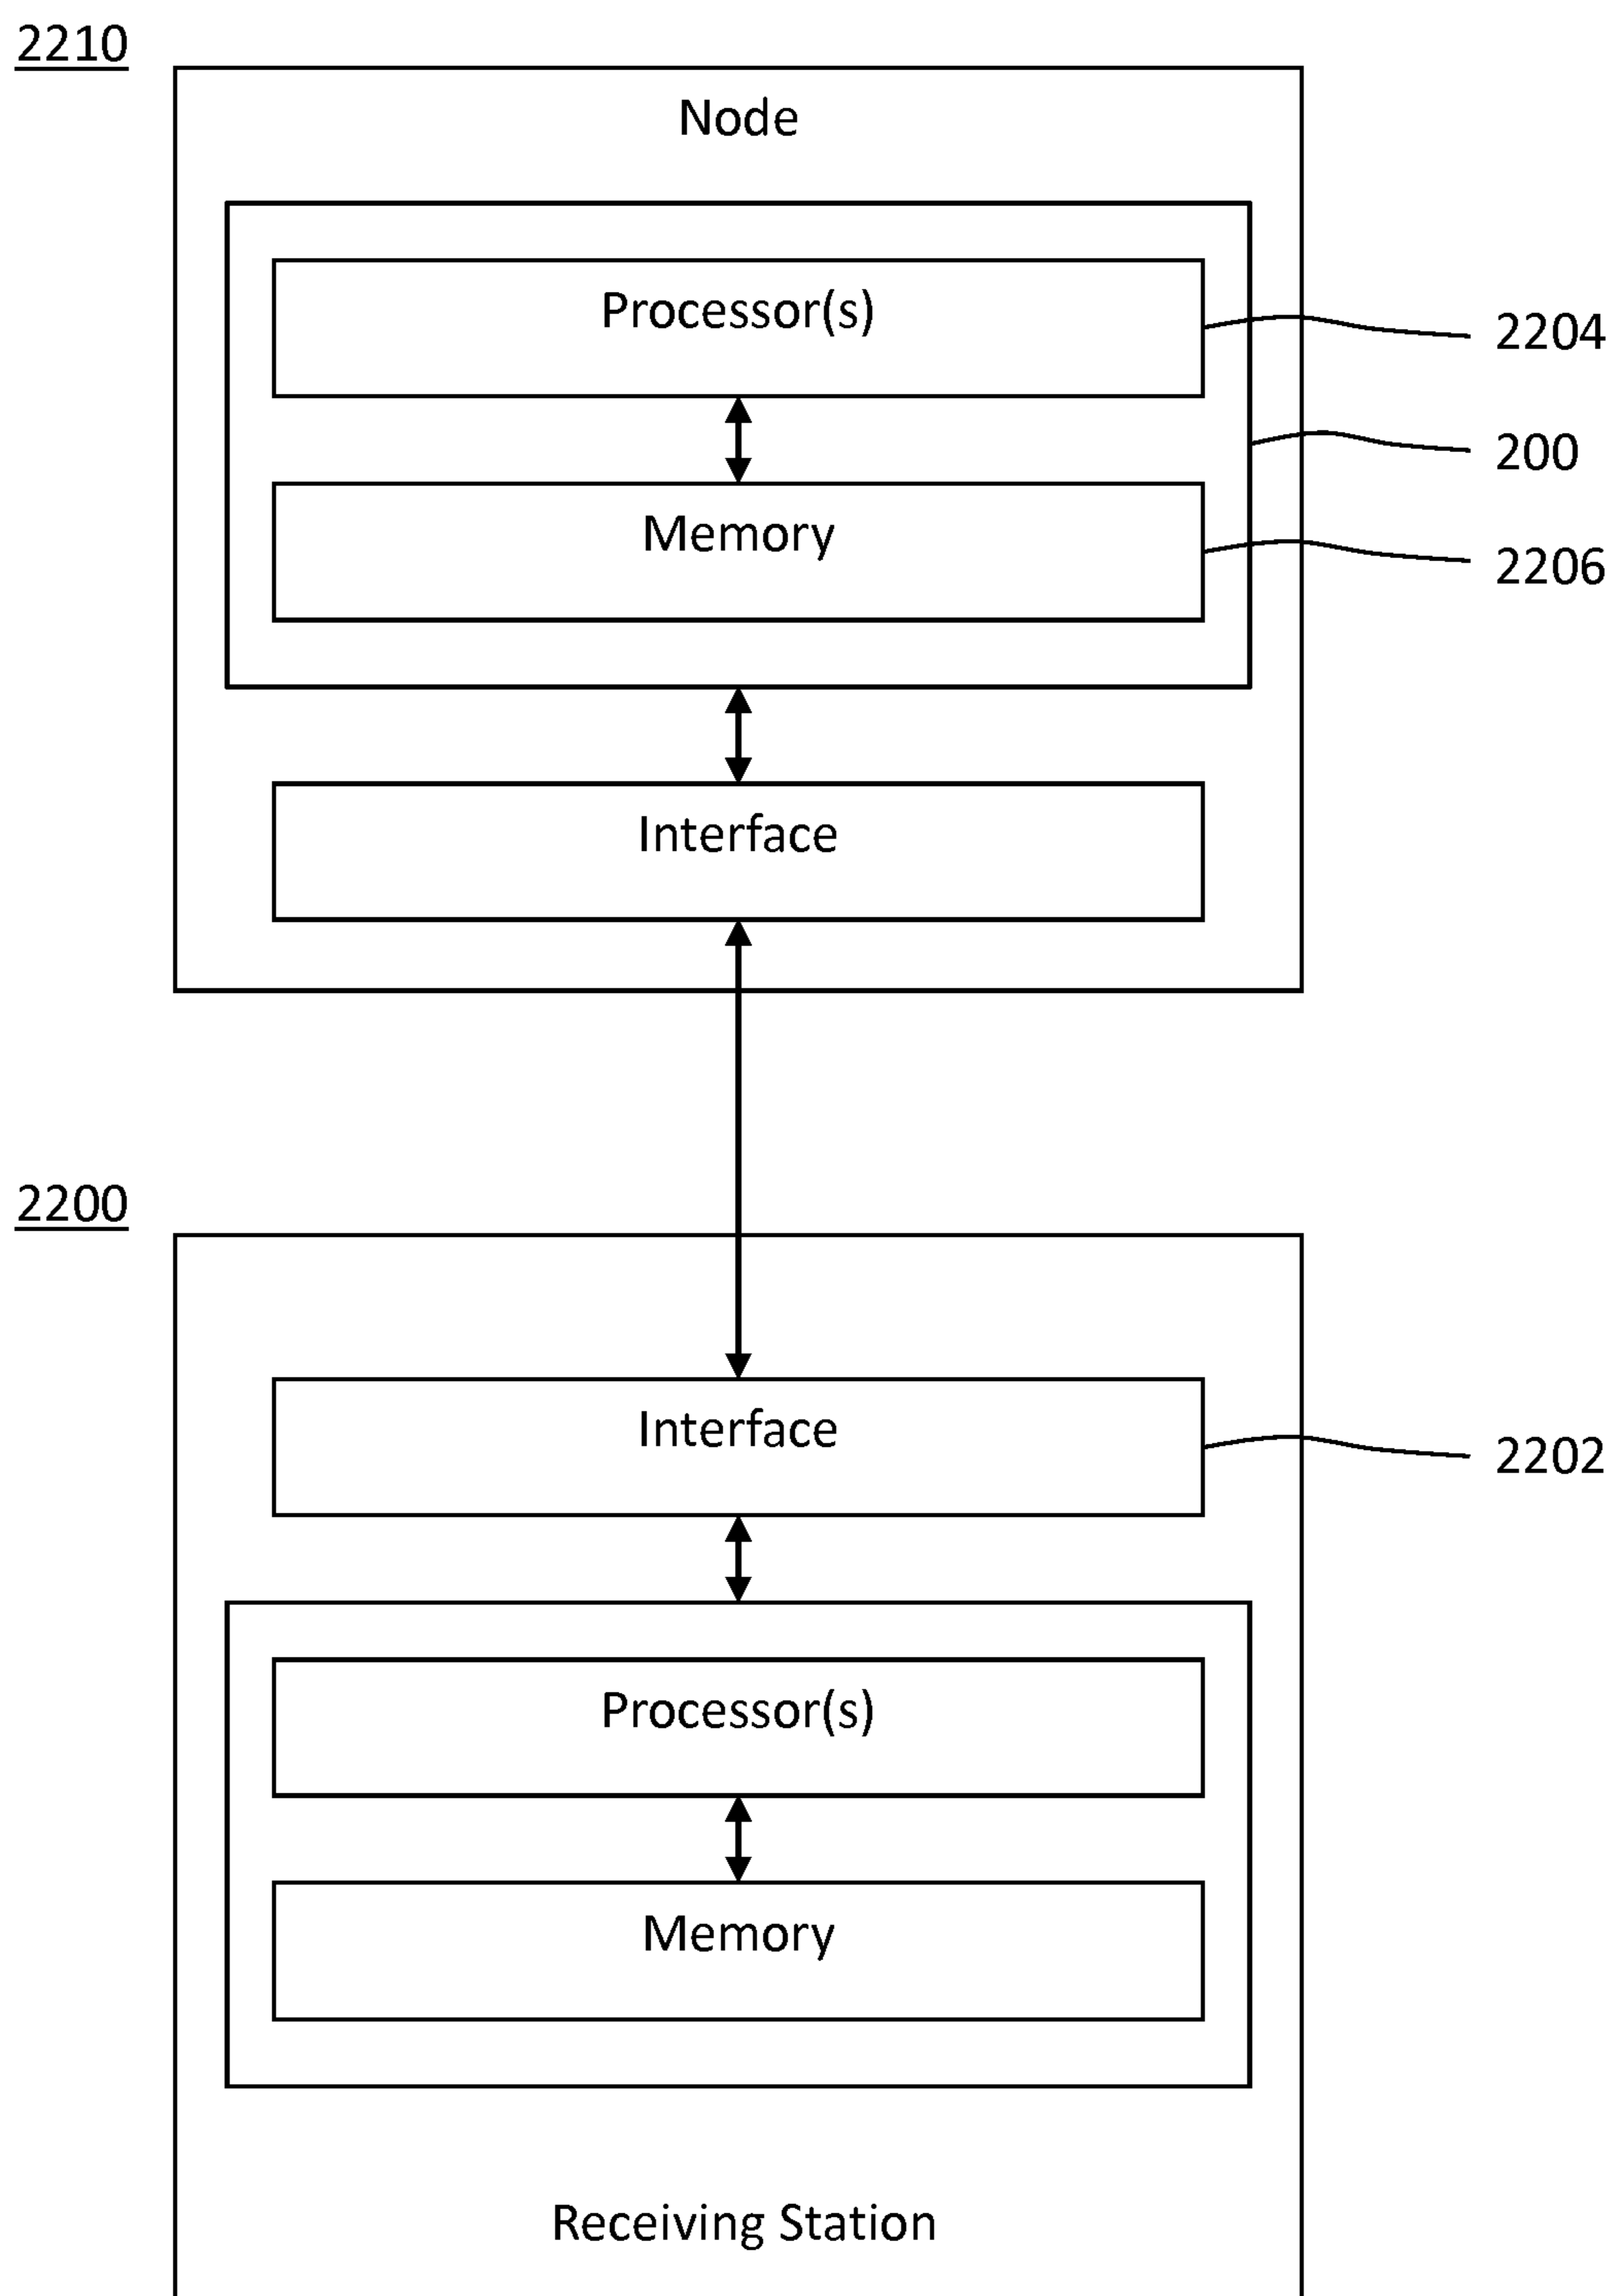 2210
Node
Processor(s)
2204
200
Memory
2206
Interface
2200
Interface
2202
Processor(s)
Memory
Receiving Station